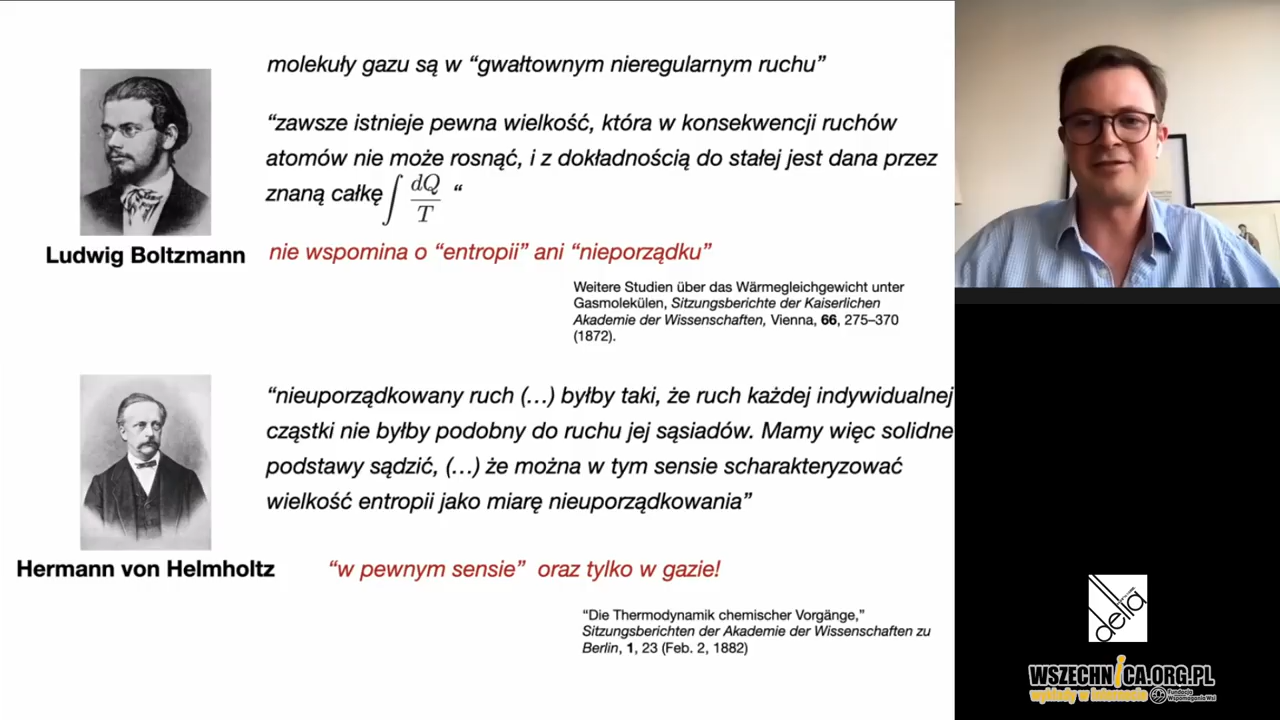 molekuły gazu są w “gwałtownym nieregularnym ruchu”
“zawsze istnieje pewna wielkość, która w konsekwencji ruchów
atomów nie może rosnąć, i z dokładnością do stałej jest dana przez
znaną całkę ∫ dQ/T “
Ludwig Boltzmann
nie wspomina o “entropii” ani “nieporządku”
Weitere Studien über das Wärmegleichgewicht unter
Gasmolekülen, Sitzungsberichte der Kaiserlichen
Akademie der Wissenschaften, Vienna, 66, 275–370
(1872).
“nieuporządkowany ruch (…) byłby taki, że ruch każdej indywidualnej
cząstki nie byłby podobny do ruchu jej sąsiadów. Mamy więc solidne
podstawy sądzić, (…) że można w tym sensie scharakteryzować
wielkość entropii jako miarę nieuporządkowania”
Hermann von Helmholtz
“w pewnym sensie” oraz tylko w gazie!
“Die Thermodynamik chemischer Vorgänge,”
Sitzungsberichten der Akademie der Wissenschaften zu
Berlin, 1, 23 (Feb. 2, 1882)
delta
WSZECHNICA.ORG.PL
wykłady w internecie
Fundacja
Wspomagania Wsi